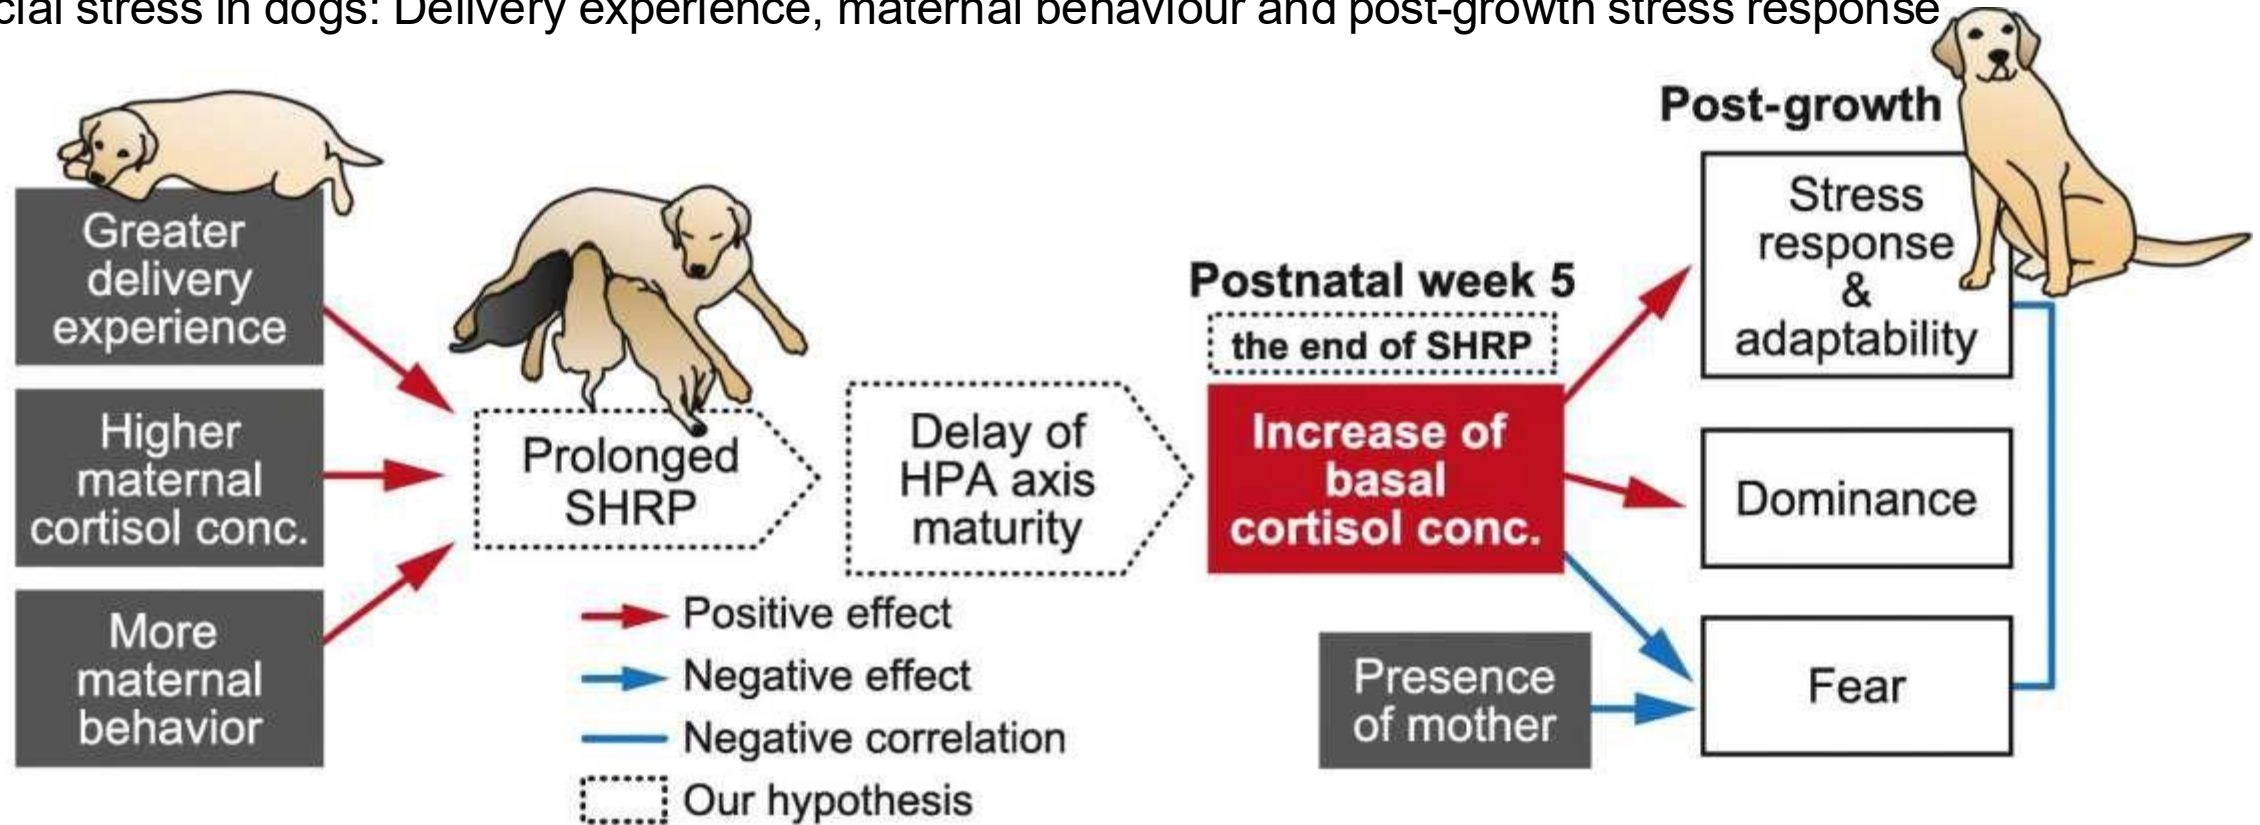 cial stress in dogs: Delivery experience, maternal behaviour and post-growth stress response
Greater
delivery
experience
Higher
maternal
cortisol conc.
More
maternal
behavior
Prolonged
SHRP
Delay of
HPA axis
maturity
Postnatal week 5
the end of SHRP
Increase of
basal
cortisol conc.
Post-growth
Stress
response
&
adaptability
Dominance
Fear
Presence
of mother
Positive effect
Negative effect
Negative correlation
Our hypothesis